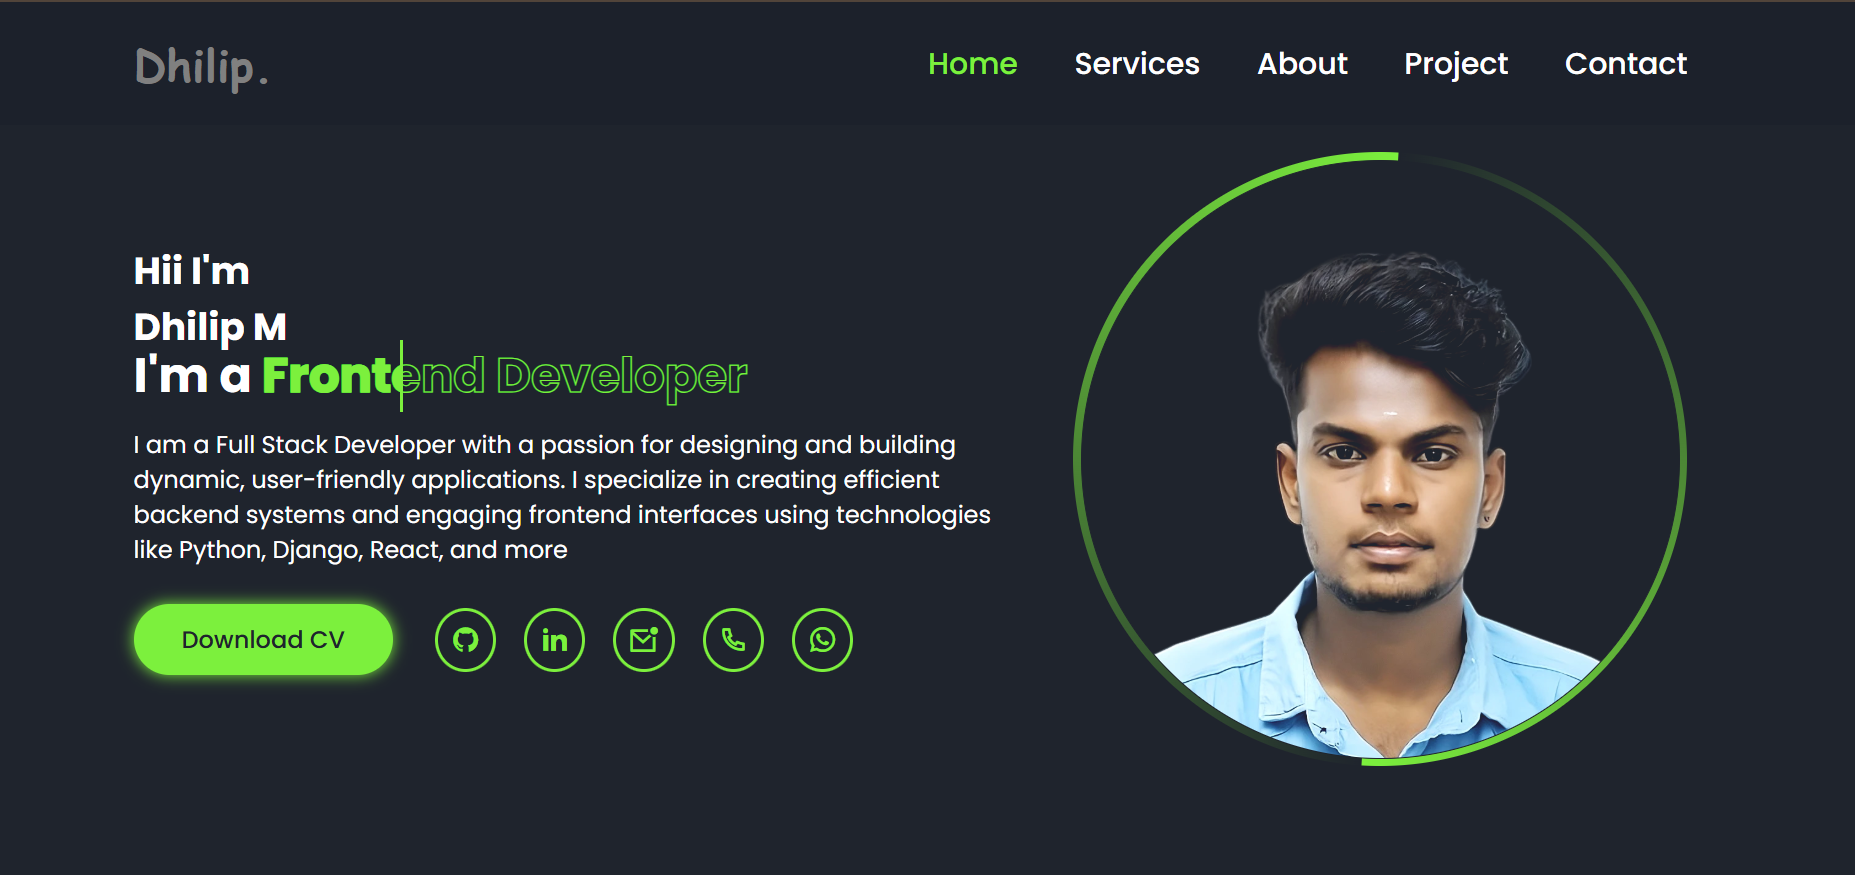 Dhilip.
Home Services About Project Contact
Hii I'm
Dhilip M
I'm a Frontend Developer
I am a Full Stack Developer with a passion for designing and building
dynamic, user-friendly applications. I specialize in creating efficient
backend systems and engaging frontend interfaces using technologies
like Python, Django, React, and more
Download CV
in